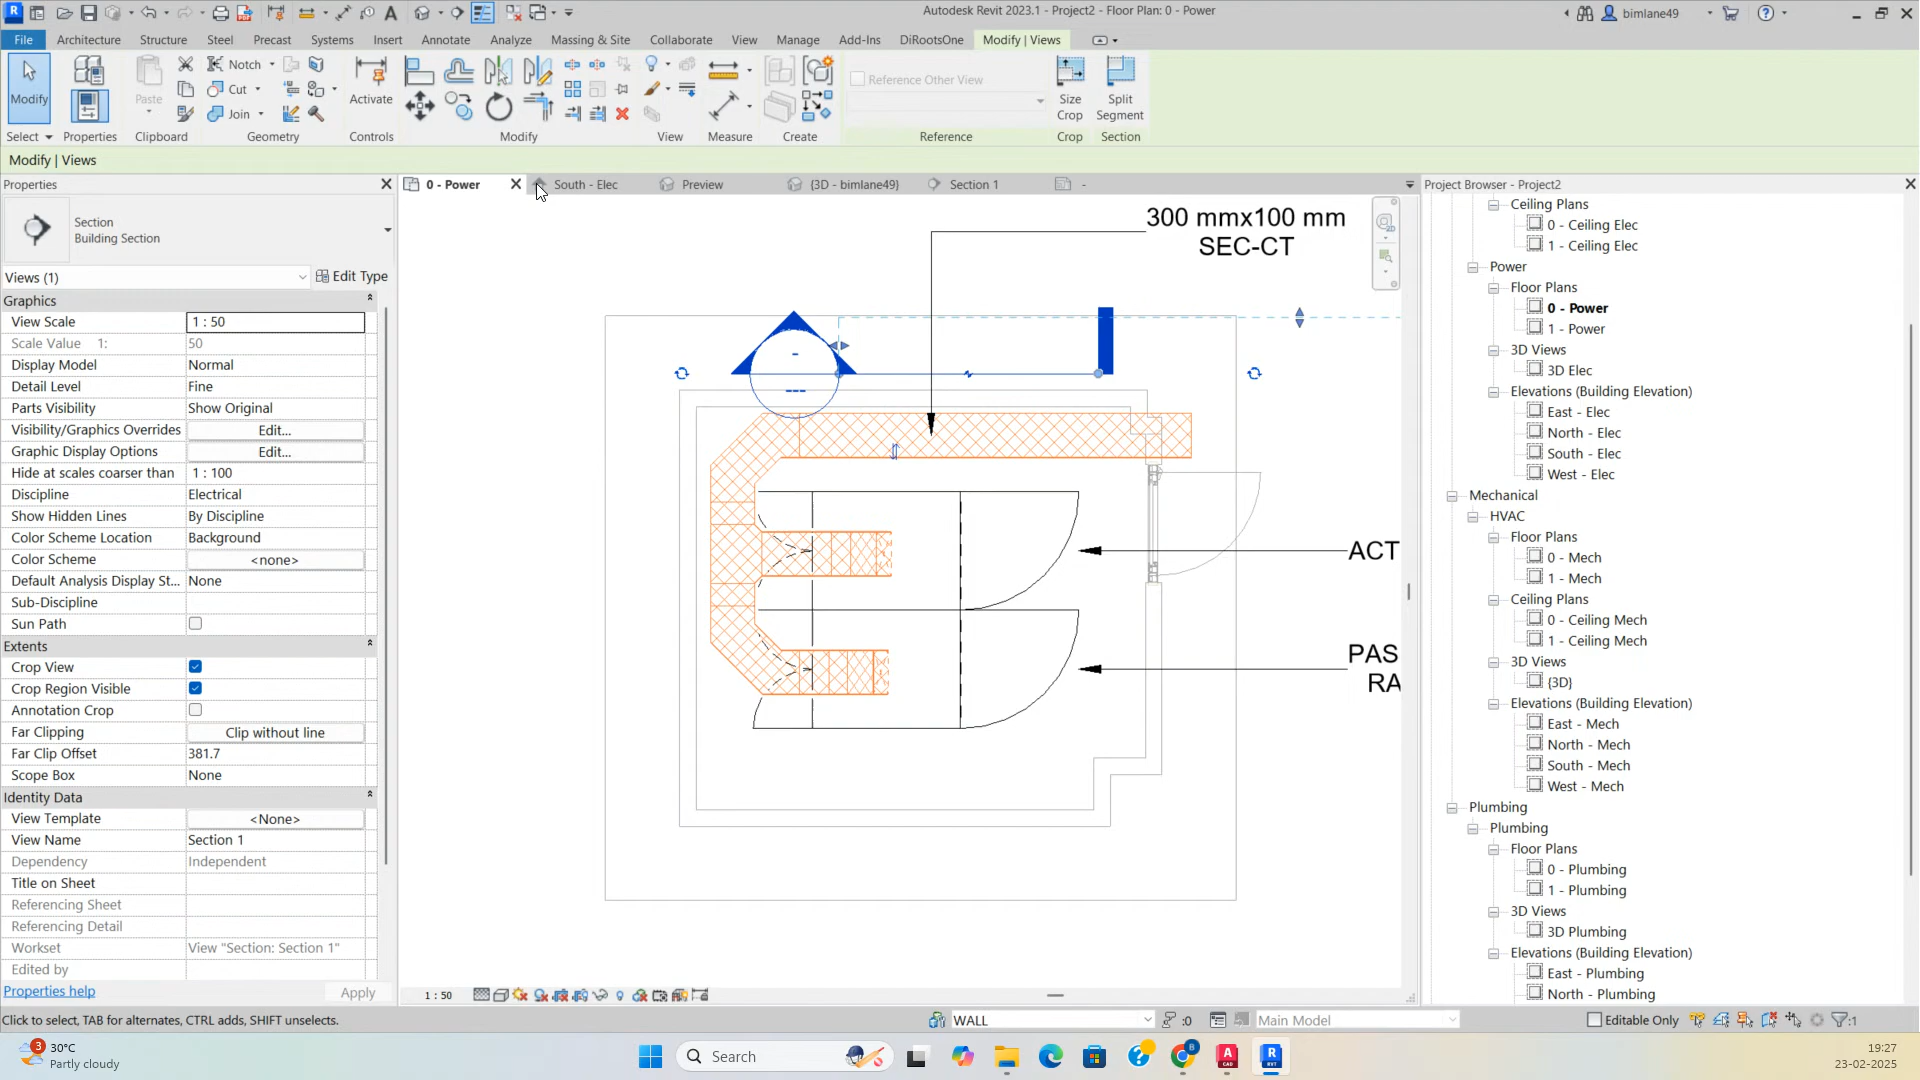 Autodesk Revit 2023.1 - Project2 - Floor Plan: 0 - Power
bimlane49
File Architecture Structure Steel Precast Systems Insert Annotate Analyze Massing & Site Collaborate View Manage Add-Ins DiRootsOne Modify | Views
Modify
Paste
Notch
Cut
Join
Activate
Reference Other View
Size
Crop
Split
Segment
Select Properties Clipboard Geometry Controls Modify View Measure Create Reference Crop Section
Modify | Views
Properties
0 - Power
South - Elec
Preview
{3D - bimlane49}
Section 1
-
Project Browser - Project2
Section
Building Section
Views (1)
Edit Type
Graphics
View Scale 1 : 50
Scale Value 1: 50
Display Model Normal
Detail Level Fine
Parts Visibility Show Original
Visibility/Graphics Overrides Edit...
Graphic Display Options Edit...
Hide at scales coarser than 1 : 100
Discipline Electrical
Show Hidden Lines By Discipline
Color Scheme Location Background
Color Scheme <none>
Default Analysis Display St... None
Sub-Discipline
Sun Path
Extents
Crop View
Crop Region Visible
Annotation Crop
Far Clipping Clip without line
Far Clip Offset 381.7
Scope Box None
Identity Data
View Template <None>
View Name Section 1
Dependency Independent
Title on Sheet
Referencing Sheet
Referencing Detail
Workset View "Section: Section 1"
Edited by
Properties help
Apply
300 mmx100 mm
SEC-CT
-
---
ACT
PAS
RA
1 : 50
Ceiling Plans
0 - Ceiling Elec
1 - Ceiling Elec
Power
Floor Plans
0 - Power
1 - Power
3D Views
3D Elec
Elevations (Building Elevation)
East - Elec
North - Elec
South - Elec
West - Elec
Mechanical
HVAC
Floor Plans
0 - Mech
1 - Mech
Ceiling Plans
0 - Ceiling Mech
1 - Ceiling Mech
3D Views
{3D}
Elevations (Building Elevation)
East - Mech
North - Mech
South - Mech
West - Mech
Plumbing
Plumbing
Floor Plans
0 - Plumbing
1 - Plumbing
3D Views
3D Plumbing
Elevations (Building Elevation)
East - Plumbing
North - Plumbing
Click to select, TAB for alternates, CTRL adds, SHIFT unselects.
WALL
:0
Main Model
Editable Only
:1
3
30°C
Partly cloudy
Search
19:27
23-02-2025